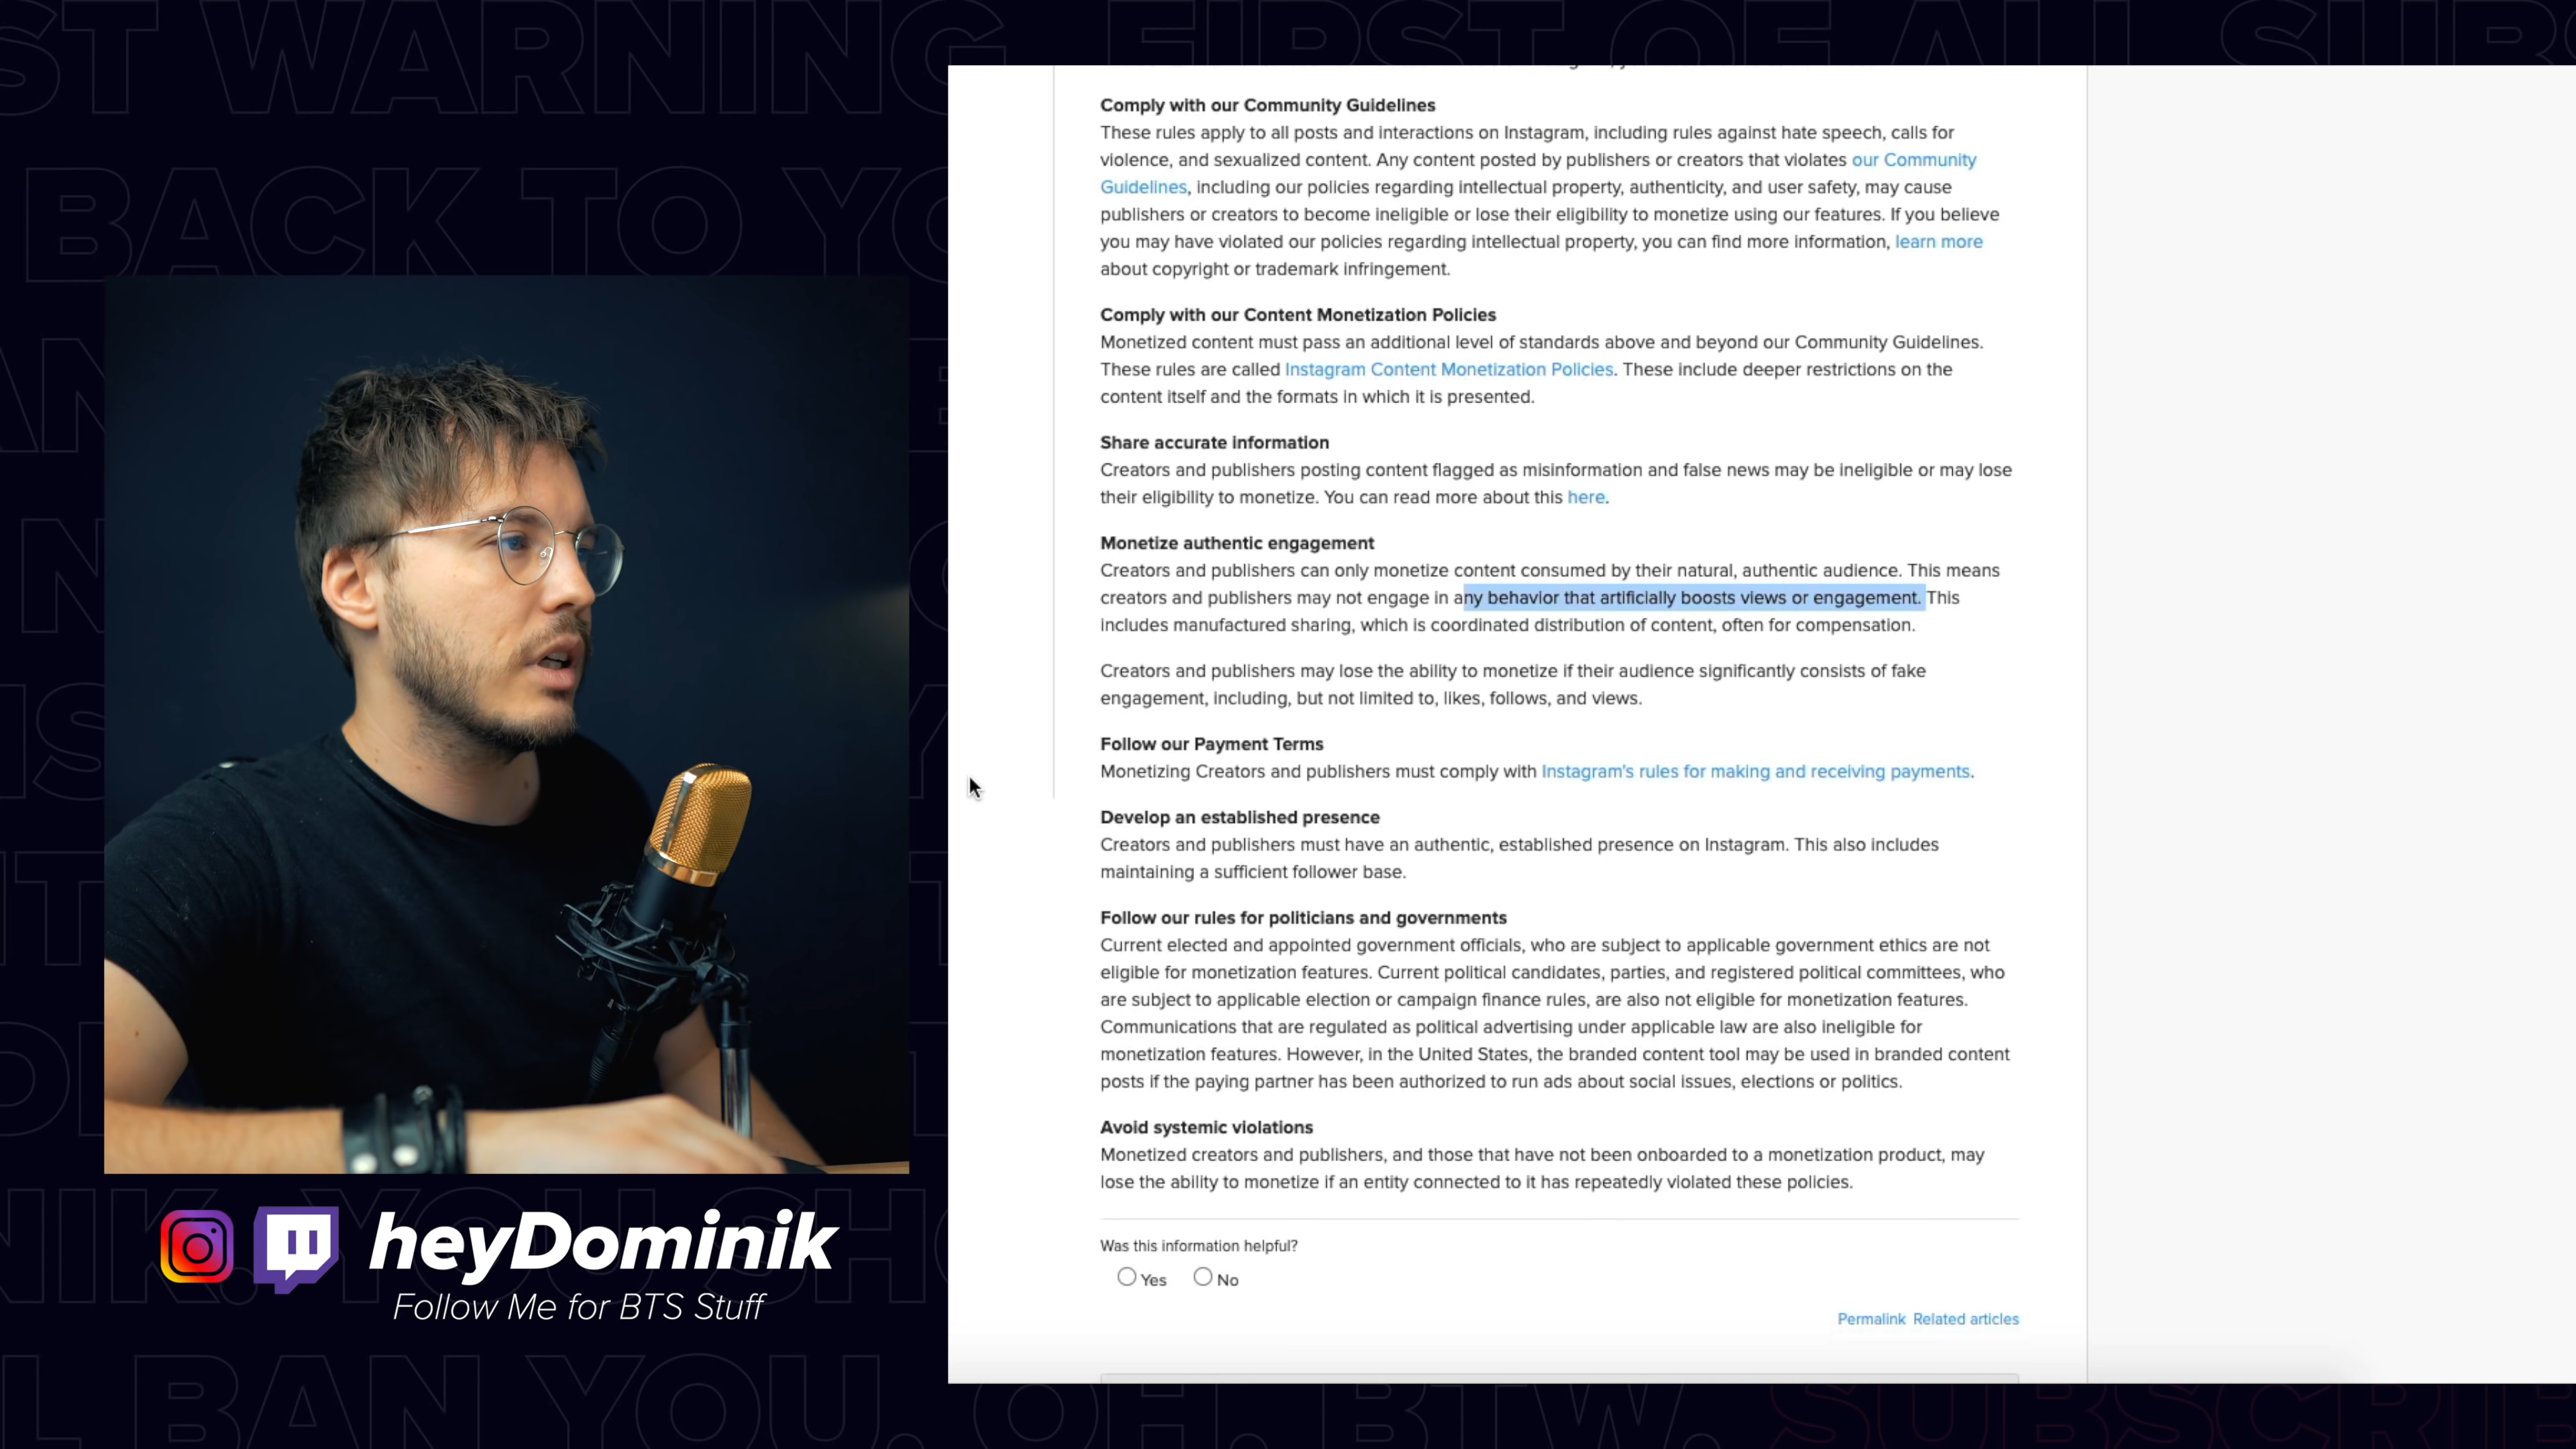 ST WARNING. FIRST OF ALL SUBS
BACK TO YO
Comply with our Community Guidelines
These rules apply to all posts and interactions on Instagram, including rules against hate speech, calls for
violence, and sexualized content. Any content posted by publishers or creators that violates our Community
Guidelines, including our policies regarding intellectual property, authenticity, and user safety, may cause
publishers or creators to become ineligible or lose their eligibility to monetize using our features. If you believe
you may have violated our policies regarding intellectual property, you can find more information, learn more
about copyright or trademark infringement.
Comply with our Content Monetization Policies
Monetized content must pass an additional level of standards above and beyond our Community Guidelines.
These rules are called Instagram Content Monetization Policies. These include deeper restrictions on the
content itself and the formats in which it is presented.
Share accurate information
Creators and publishers posting content flagged as misinformation and false news may be ineligible or may lose
their eligibility to monetize. You can read more about this here.
Monetize authentic engagement
Creators and publishers can only monetize content consumed by their natural, authentic audience. This means
creators and publishers may not engage in any behavior that artificially boosts views or engagement. This
includes manufactured sharing, which is coordinated distribution of content, often for compensation.
Creators and publishers may lose the ability to monetize if their audience significantly consists of fake
engagement, including, but not limited to, likes, follows, and views.
Follow our Payment Terms
Monetizing Creators and publishers must comply with Instagram's rules for making and receiving payments.
Develop an established presence
Creators and publishers must have an authentic, established presence on Instagram. This also includes
maintaining a sufficient follower base.
Follow our rules for politicians and governments
Current elected and appointed government officials, who are subject to applicable government ethics are not
eligible for monetization features. Current political candidates, parties, and registered political committees, who
are subject to applicable election or campaign finance rules, are also not eligible for monetization features.
Communications that are regulated as political advertising under applicable law are also ineligible for
monetization features. However, in the United States, the branded content tool may be used in branded content
posts if the paying partner has been authorized to run ads about social issues, elections or politics.
Avoid systemic violations
Monetized creators and publishers, and those that have not been onboarded to a monetization product, may
lose the ability to monetize if an entity connected to it has repeatedly violated these policies.
Was this information helpful?
Yes No
Permalink Related articles
heyDominik
Follow Me for BTS Stuff
NIK. YOU SH
L BAN YOU. OH. BTW. SUBSCRIBE